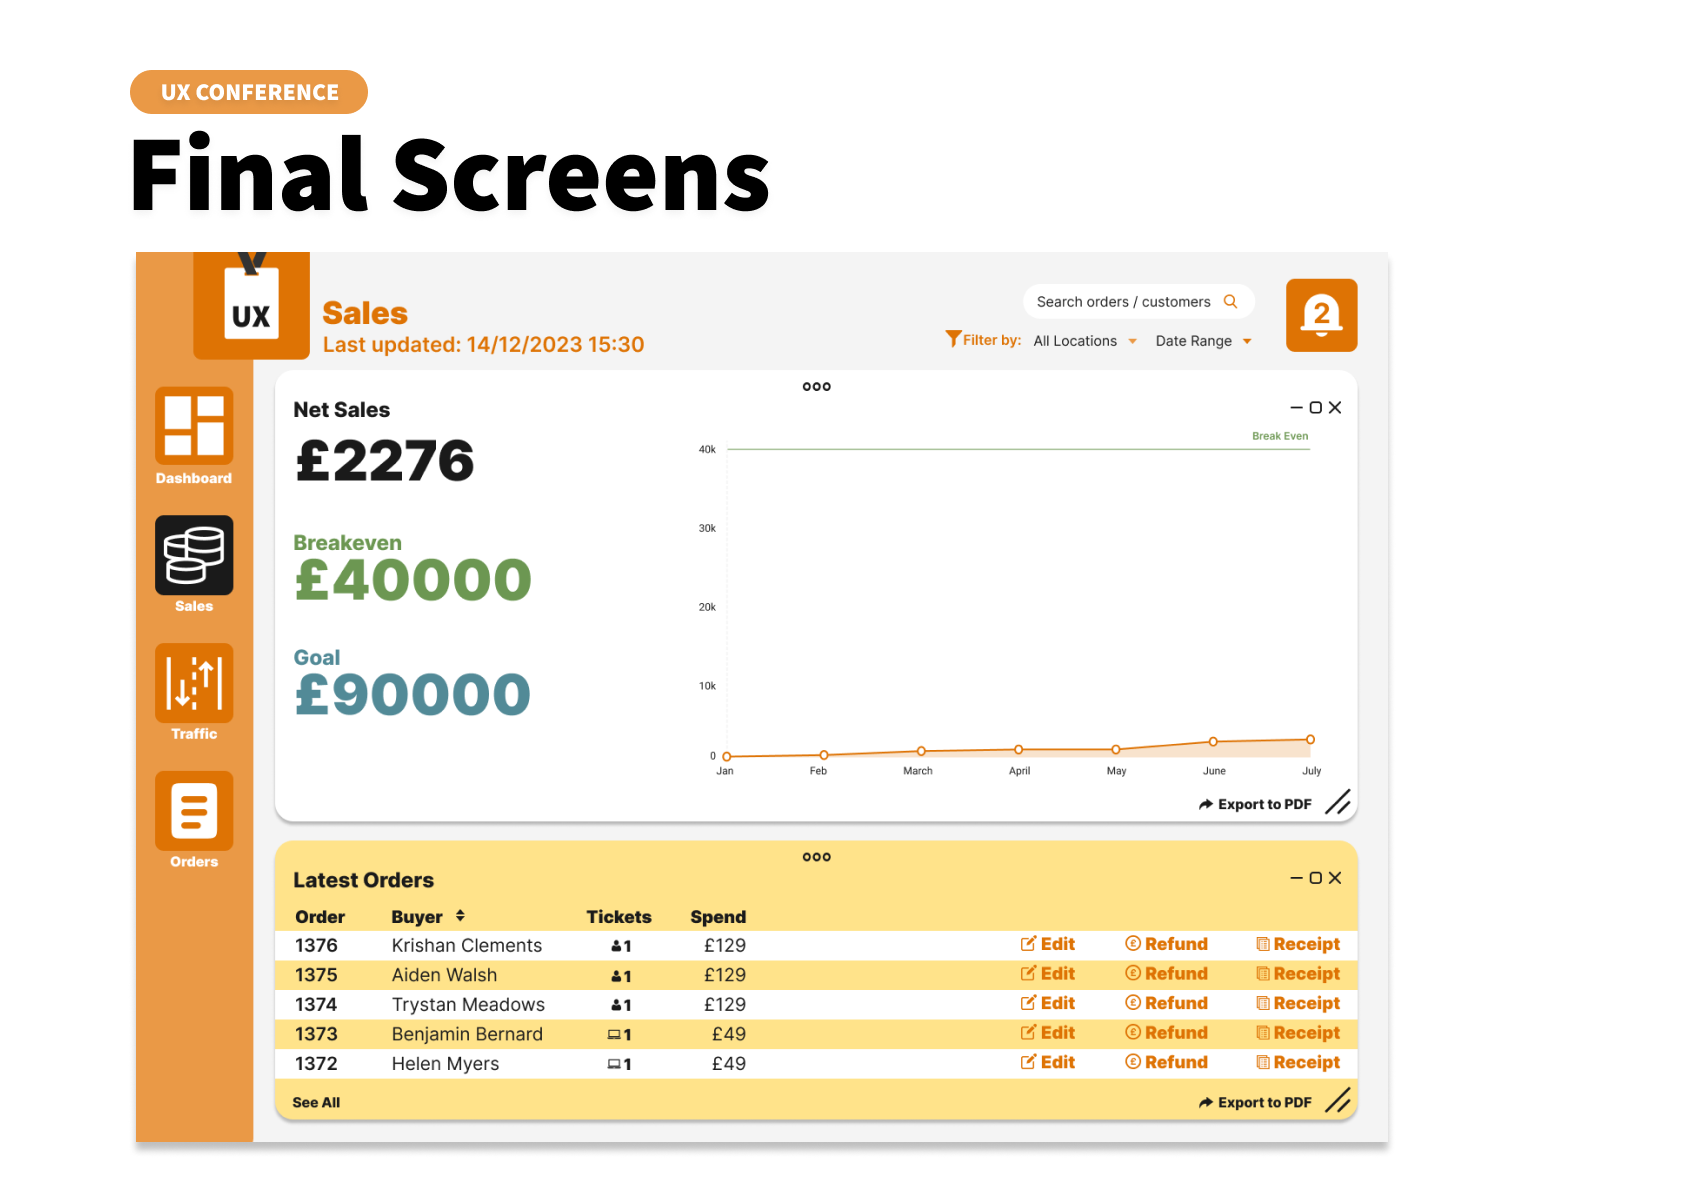 UX CONFERENCE
Final Screens
UX
Sales
Last updated: 14/12/2023 15:30
Search orders / customers
Filter by: All Locations Date Range
2
Dashboard
Sales
Traffic
Orders
Net Sales
£2276
Breakeven
£40000
Goal
£90000
Break Even
40k
30k
20k
10k
0
Jan Feb March April May June July
Export to PDF
Latest Orders
Order Buyer Tickets Spend
1376 Krishan Clements 1 £129 Edit Refund Receipt
1375 Aiden Walsh 1 £129 Edit Refund Receipt
1374 Trystan Meadows 1 £129 Edit Refund Receipt
1373 Benjamin Bernard 1 £49 Edit Refund Receipt
1372 Helen Myers 1 £49 Edit Refund Receipt
See All Export to PDF